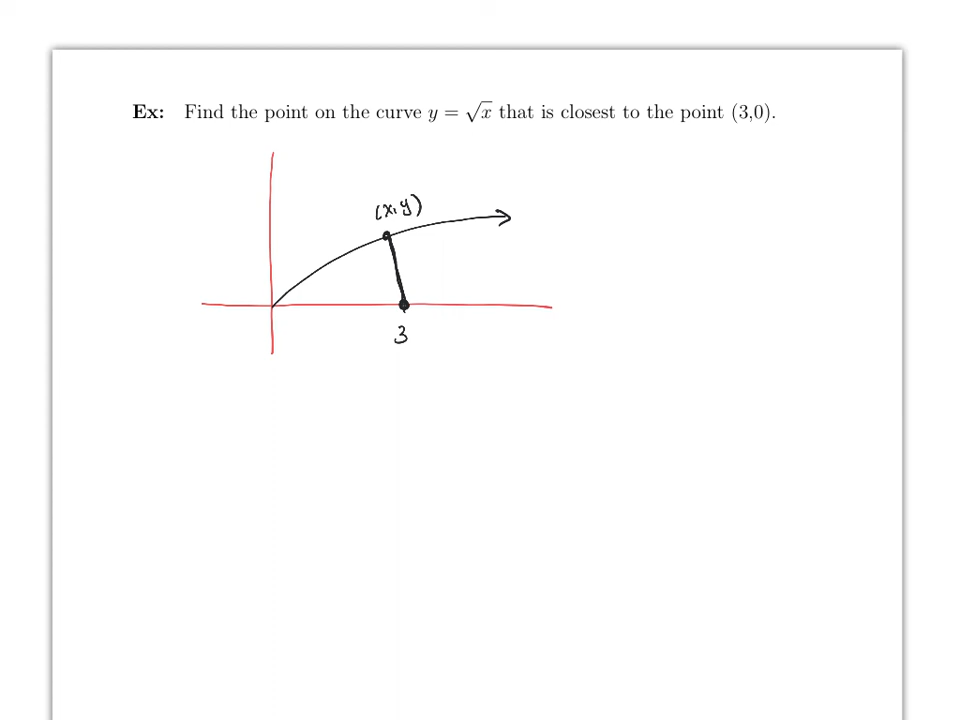 Ex: Find the point on the curve y = √x that is closest to the point (3,0).
(x,y)
3